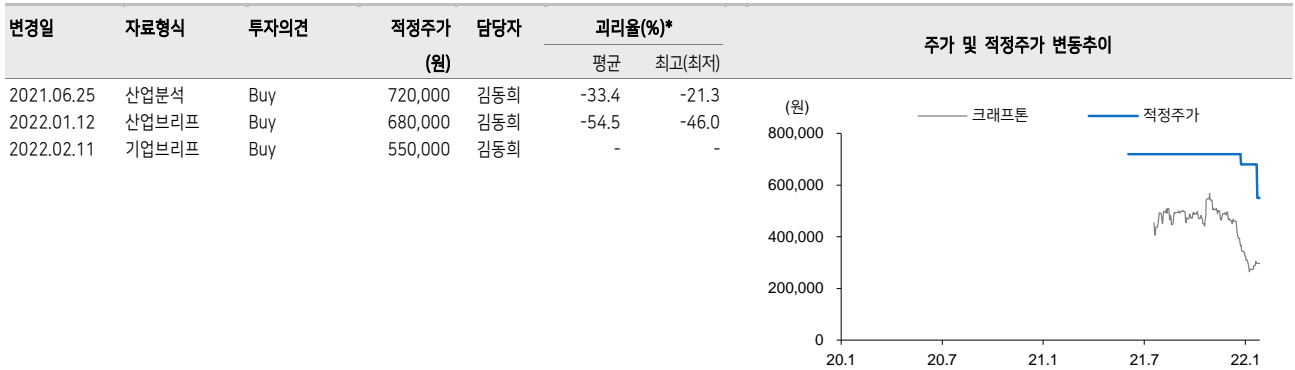 변경일 자료형식 투자의견 적정주가 담당자 괴리율(%)*
(원) 평균 최고(최저)
2021.06.25 산업분석 Buy 720,000 김동희 -33.4 -21.3
2022.01.12 산업브리프 Buy 680,000 김동희 -54.5 -46.0
2022.02.11 기업브리프 Buy 550,000 김동희 - -
주가 및 적정주가 변동추이
(원)
크래프톤 적정주가
800,000
600,000
400,000
200,000
0
20.1 20.7 21.1 21.7 22.1